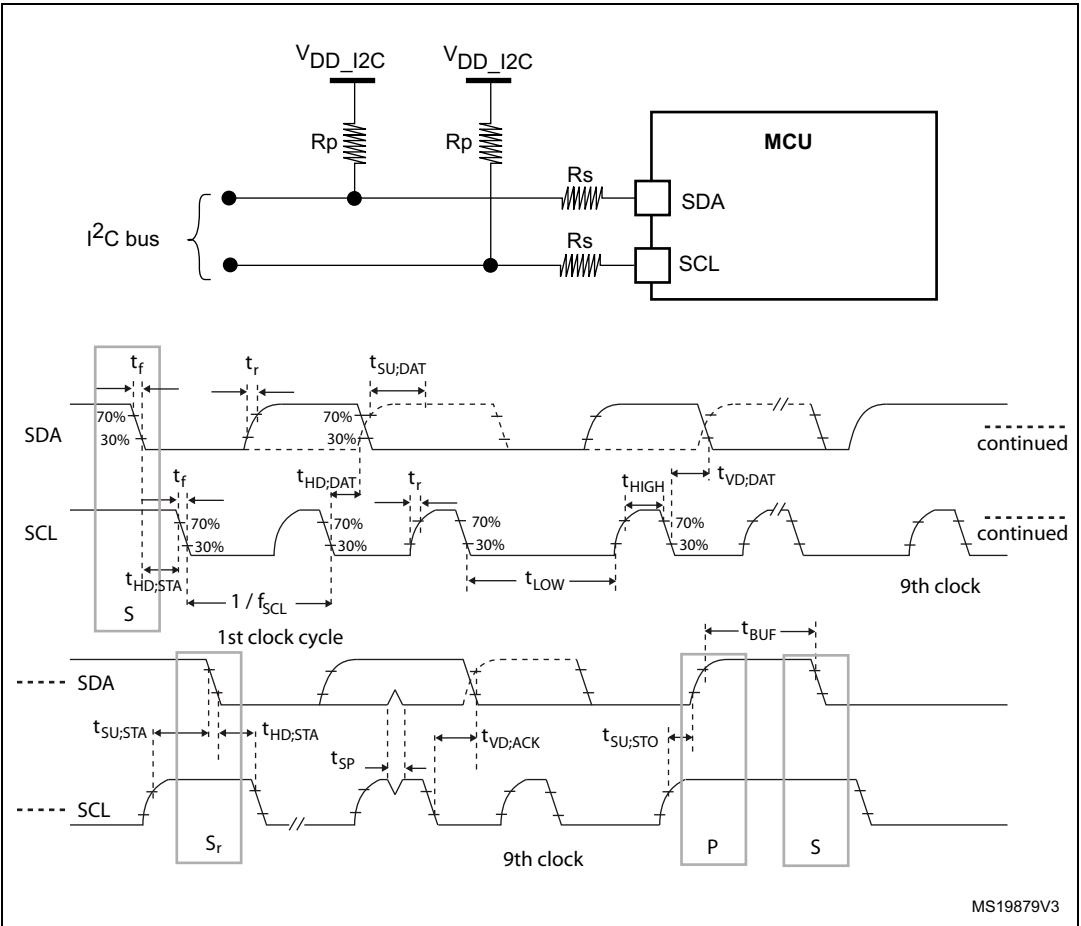 VDD_I2C VDD_I2C
Rp Rp
MCU
Rs
SDA
I2C bus
Rs
SCL
tf tr tSU;DAT
70% 70%
SDA 30% 30%
continued
tf tHD;DAT tr tHIGH tVD;DAT
SCL 70% 70% 70% 70%
30% 30% 30% 30%
continued
tHD;STA tLOW
S 1 / fSCL 9th clock
1st clock cycle
tBUF
SDA
tSU;STA tHD;STA tSP tVD;ACK tSU;STO
SCL
Sr 9th clock P S
MS19879V3